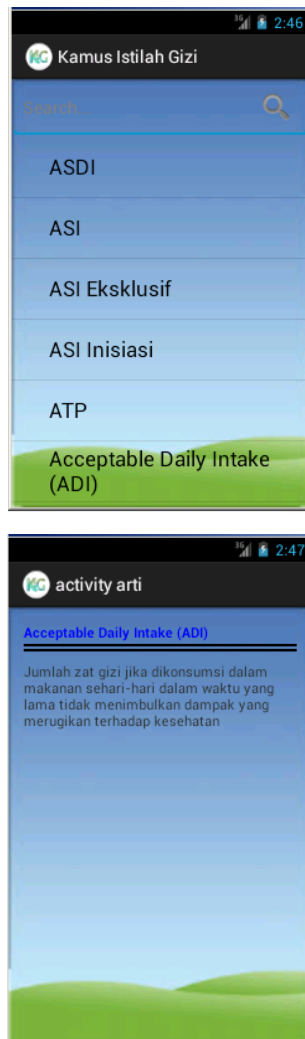 3G 2:46
KG Kamus Istilah Gizi
Search...
ASDI
ASI
ASI Eksklusif
ASI Inisiasi
ATP
Acceptable Daily Intake
(ADI)
3G 2:47
KG activity arti
Acceptable Daily Intake (ADI)
Jumlah zat gizi jika dikonsumsi dalam
makanan sehari-hari dalam waktu yang
lama tidak menimbulkan dampak yang
merugikan terhadap kesehatan